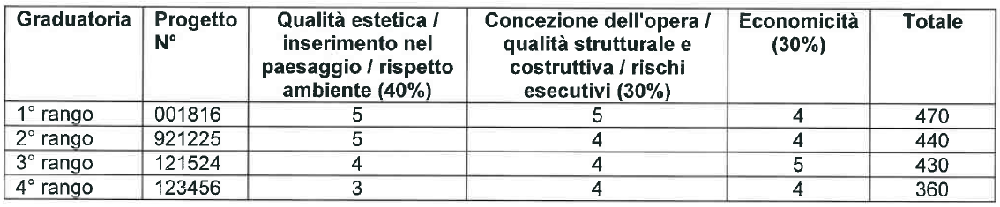 Graduatoria Progetto N° Qualità estetica / inserimento nel paesaggio / rispetto ambiente (40%) Concezione dell'opera / qualità strutturale e costruttiva / rischi esecutivi (30%) Economicità (30%) Totale
1° rango 001816 5 5 4 470
2° rango 921225 5 4 4 440
3° rango 121524 4 4 5 430
4° rango 123456 3 4 4 360